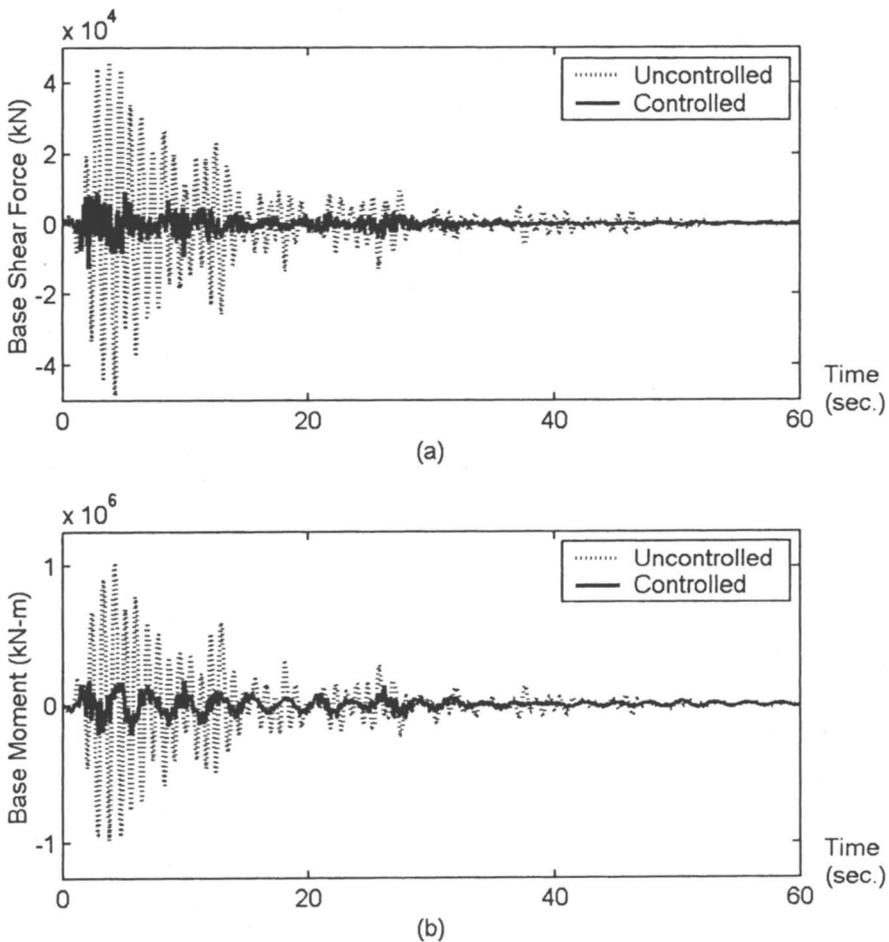 x 10^4
Base Shear Force (kN)
4
2
0
-2
-4
Uncontrolled
Controlled
0
20
40
60
Time
(sec.)
(a)
x 10^6
Base Moment (kN-m)
1
0
-1
Uncontrolled
Controlled
0
20
40
60
Time
(sec.)
(b)